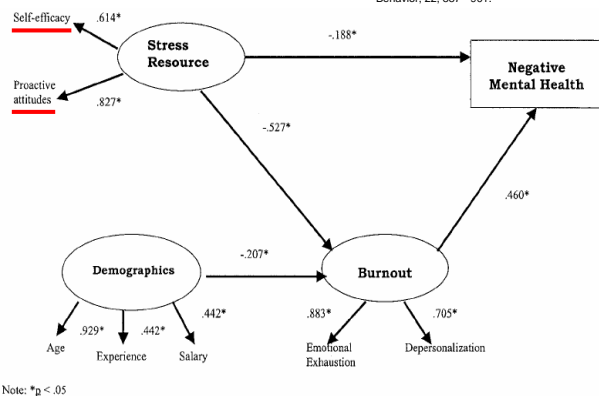 Self-efficacy
.614*
Stress
Resource
-.188*
Negative
Mental Health
Proactive
attitudes
.827*
-.527*
.460*
Demographics
-.207*
Burnout
.929*
.442*
.442*
.883*
.705*
Age
Experience
Salary
Emotional
Exhaustion
Depersonalization
Note: *p < .05